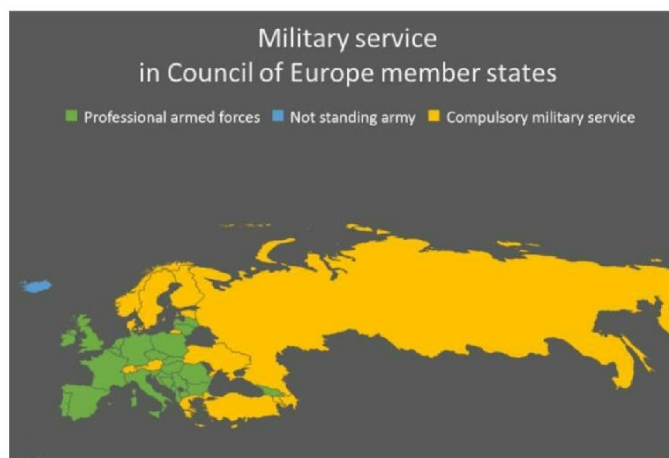 Military service
in Council of Europe member states
Professional armed forces Not standing army Compulsory military service